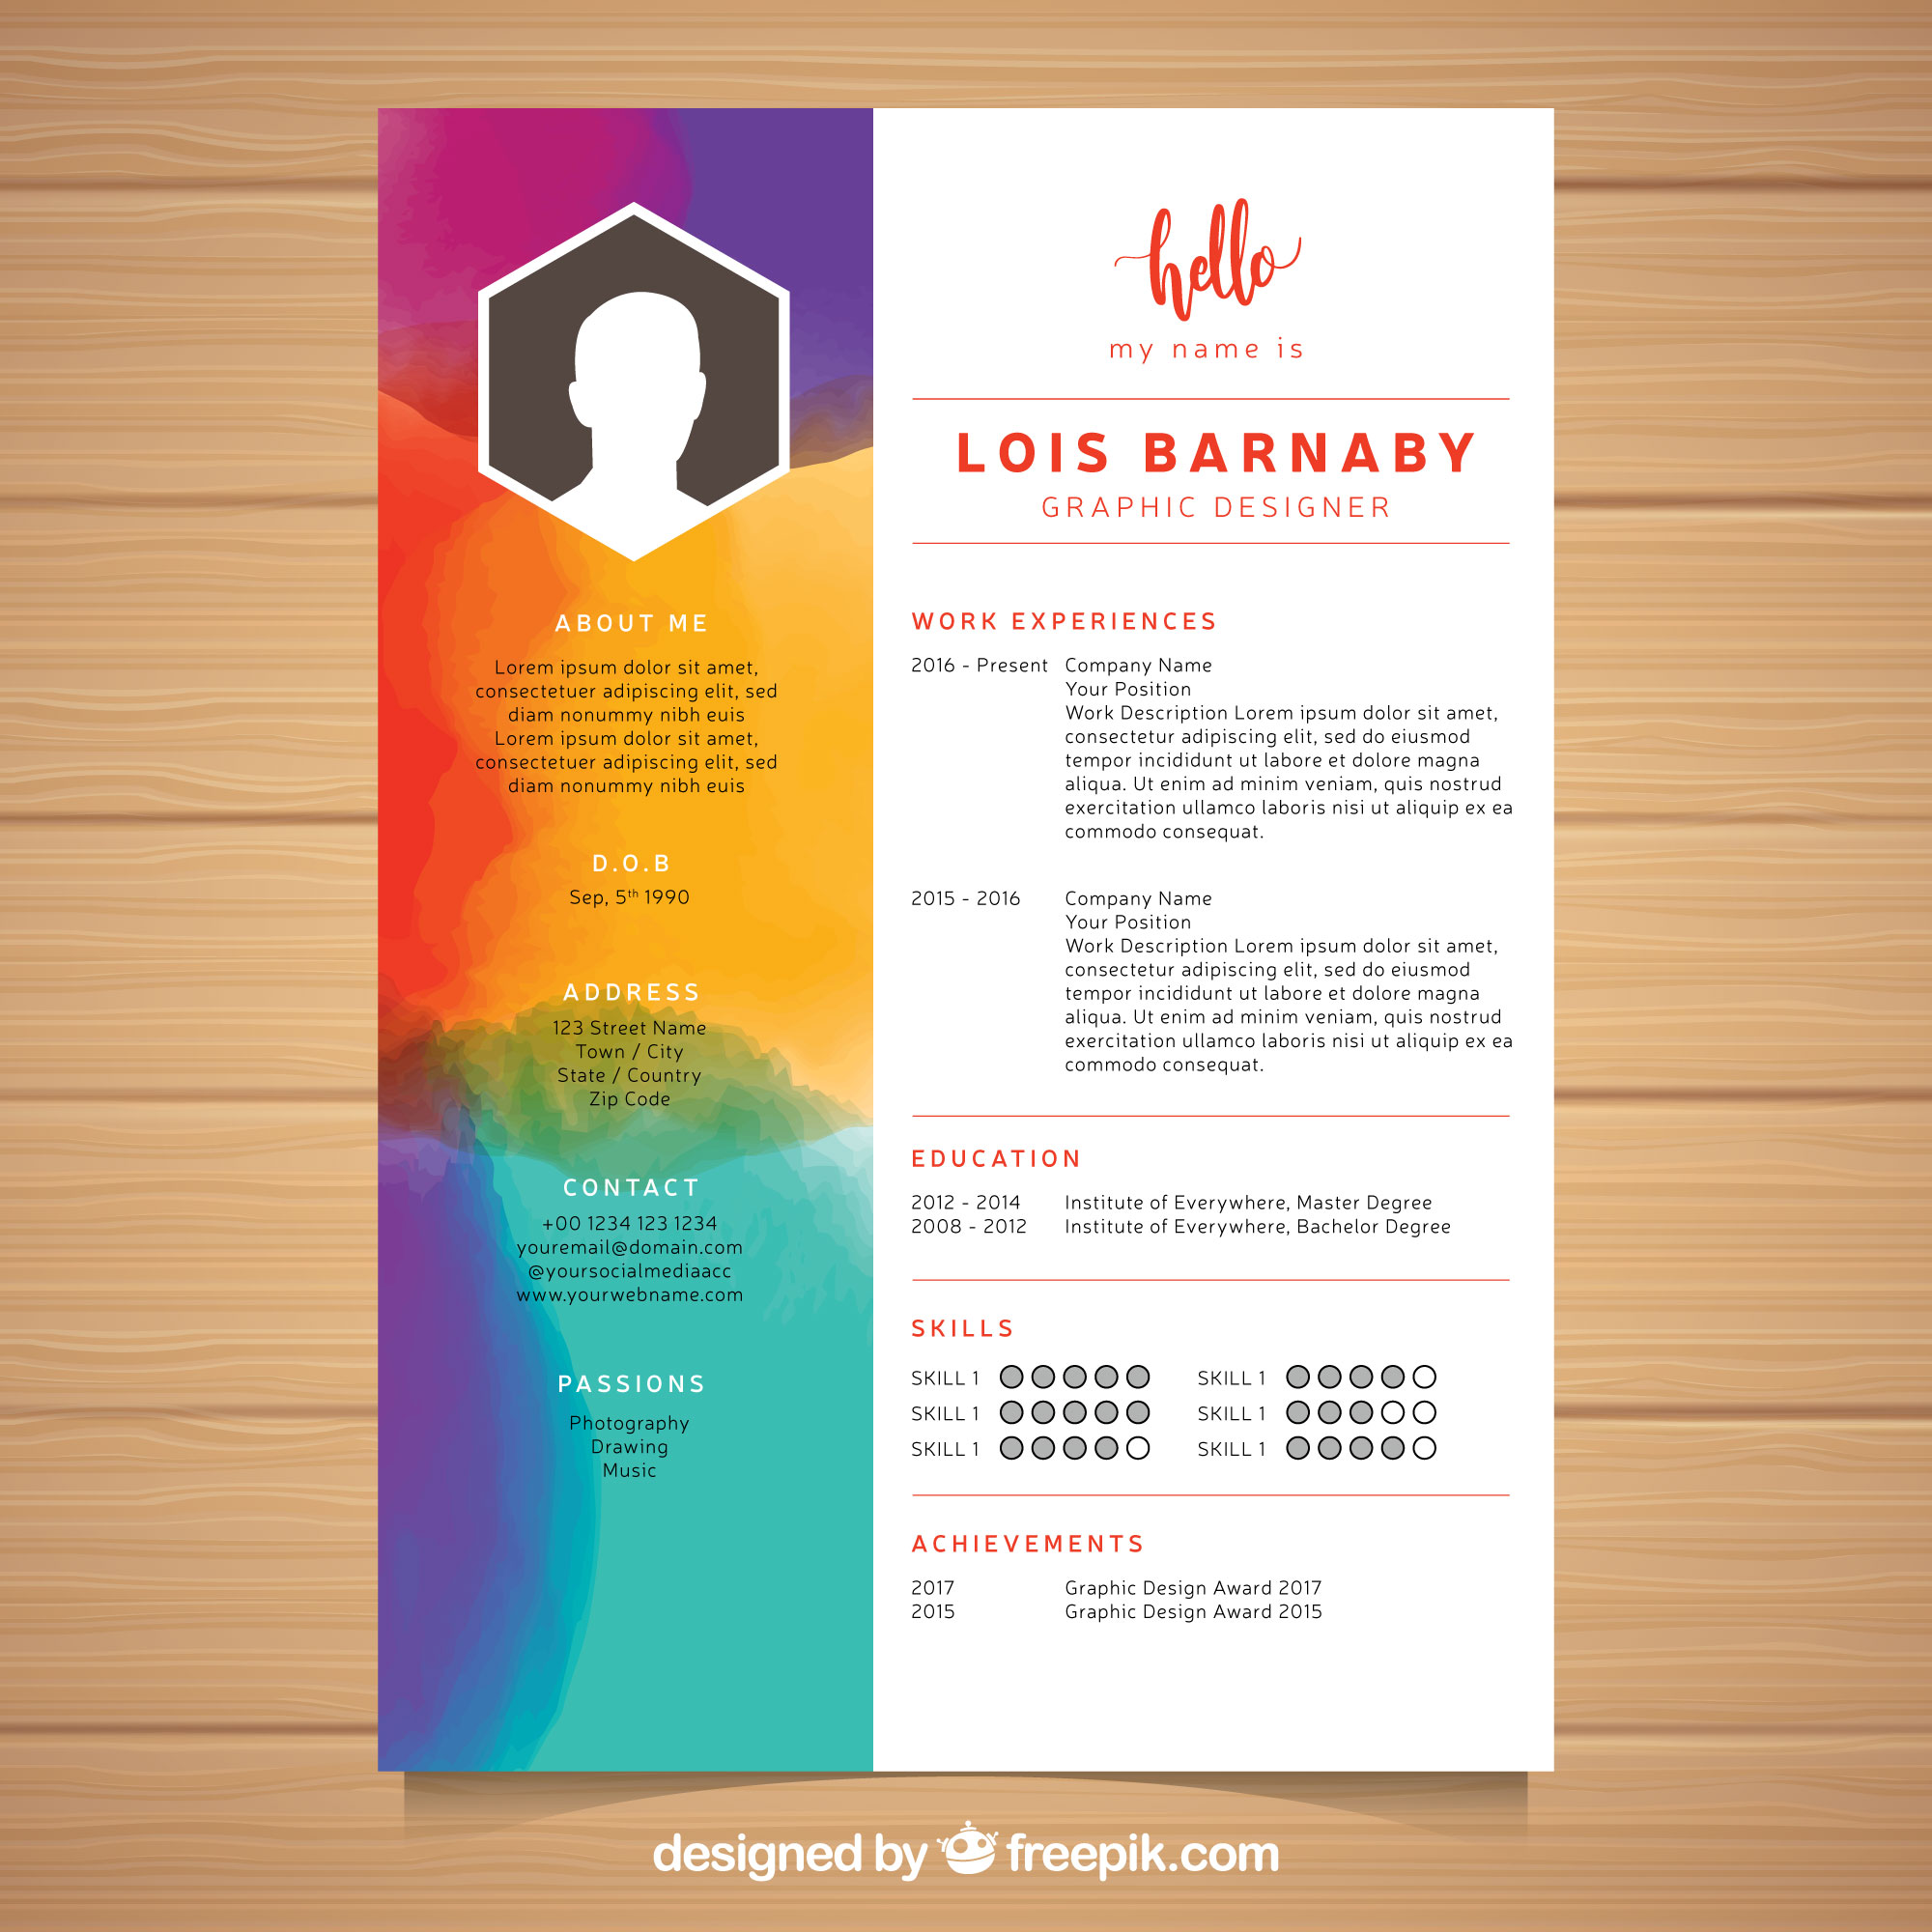 hello
my name is
LOIS BARNABY
GRAPHIC DESIGNER
ABOUT ME
Lorem ipsum dolor sit amet,
consectetuer adipiscing elit, sed
diam nonummy nibh euis
Lorem ipsum dolor sit amet,
consectetuer adipiscing elit, sed
diam nonummy nibh euis
D.O.B
Sep, 5th 1990
ADDRESS
123 Street Name
Town / City
State / Country
Zip Code
CONTACT
+00 1234 123 1234
youremail@domain.com
@yoursocialmediaacc
www.yourwebname.com
PASSIONS
Photography
Drawing
Music
WORK EXPERIENCES
2016 - Present Company Name
Your Position
Work Description Lorem ipsum dolor sit amet,
consectetur adipiscing elit, sed do eiusmod
tempor incididunt ut labore et dolore magna
aliqua. Ut enim ad minim veniam, quis nostrud
exercitation ullamco laboris nisi ut aliquip ex ea
commodo consequat.
2015 - 2016 Company Name
Your Position
Work Description Lorem ipsum dolor sit amet,
consectetur adipiscing elit, sed do eiusmod
tempor incididunt ut labore et dolore magna
aliqua. Ut enim ad minim veniam, quis nostrud
exercitation ullamco laboris nisi ut aliquip ex ea
commodo consequat.
EDUCATION
2012 - 2014 Institute of Everywhere, Master Degree
2008 - 2012 Institute of Everywhere, Bachelor Degree
SKILLS
SKILL 1 SKILL 1
SKILL 1 SKILL 1
SKILL 1 SKILL 1
ACHIEVEMENTS
2017 Graphic Design Award 2017
2015 Graphic Design Award 2015
designed by freepik.com